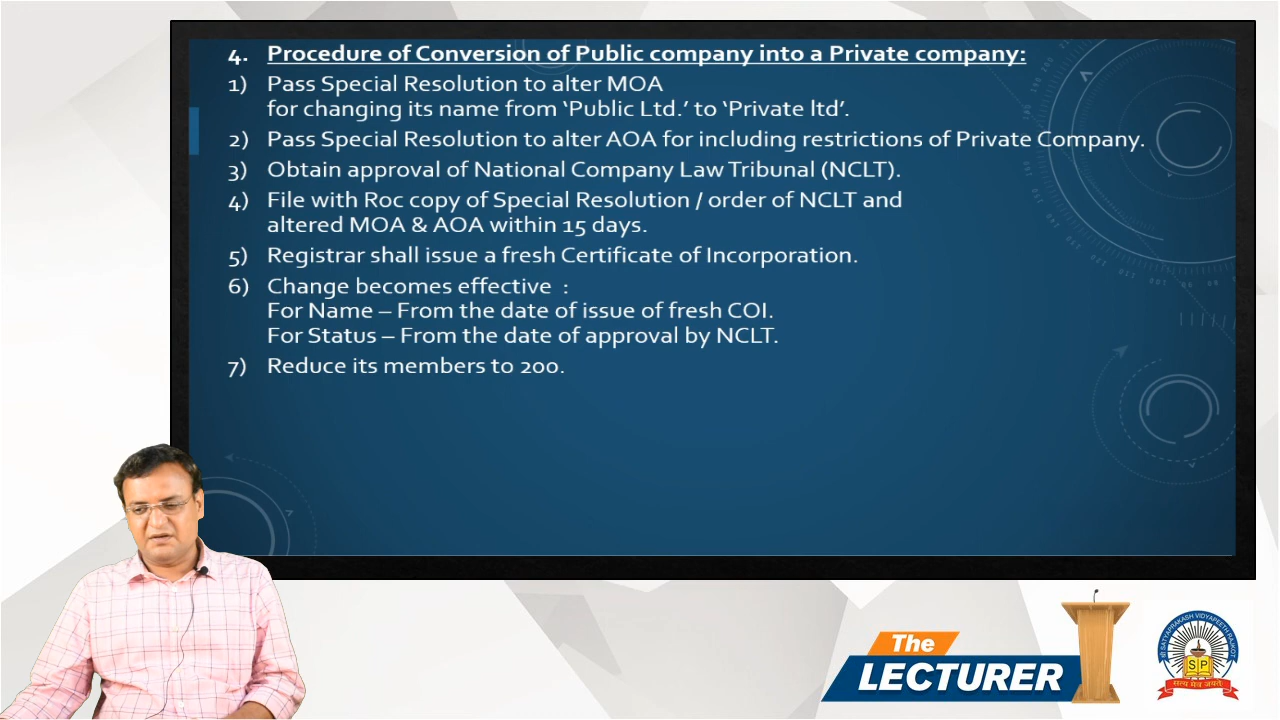 4. Procedure of Conversion of Public company into a Private company:
1) Pass Special Resolution to alter MOA
for changing its name from ‘Public Ltd.’ to ‘Private ltd’.
2) Pass Special Resolution to alter AOA for including restrictions of Private Company.
3) Obtain approval of National Company Law Tribunal (NCLT).
4) File with Roc copy of Special Resolution / order of NCLT and
altered MOA & AOA within 15 days.
5) Registrar shall issue a fresh Certificate of Incorporation.
6) Change becomes effective :
For Name – From the date of issue of fresh COI.
For Status – From the date of approval by NCLT.
7) Reduce its members to 200.
The
LECTURER
SP
सत्य मेव जयते